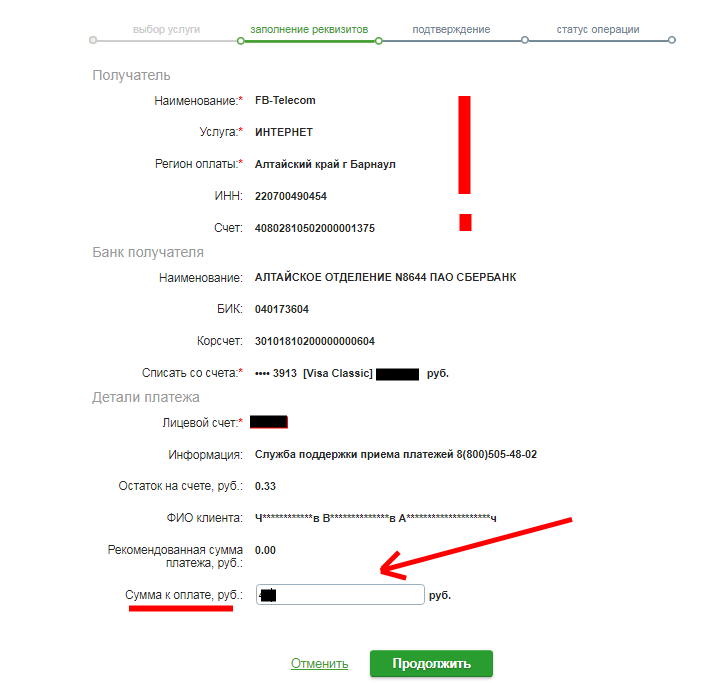 выбор услуги заполнение реквизитов подтверждение статус операции
Получатель
Наименование:* FB-Telecom
Услуга:* ИНТЕРНЕТ
Регион оплаты:* Алтайский край г Барнаул
ИНН: 220700490454
Счет: 40802810502000001375
Банк получателя
Наименование: АЛТАЙСКОЕ ОТДЕЛЕНИЕ N8644 ПАО СБЕРБАНК
БИК: 040173604
Корсчет: 30101810200000000604
Списать со счета:* •••• 3913 [Visa Classic] руб.
Детали платежа
Лицевой счет:*
Информация: Служба поддержки приема платежей 8(800)505-48-02
Остаток на счете, руб.: 0.33
ФИО клиента: Ч************в В**************в А********************ч
Рекомендованная сумма 0.00
платежа, руб.:
Сумма к оплате, руб.: руб.
Отменить Продолжить